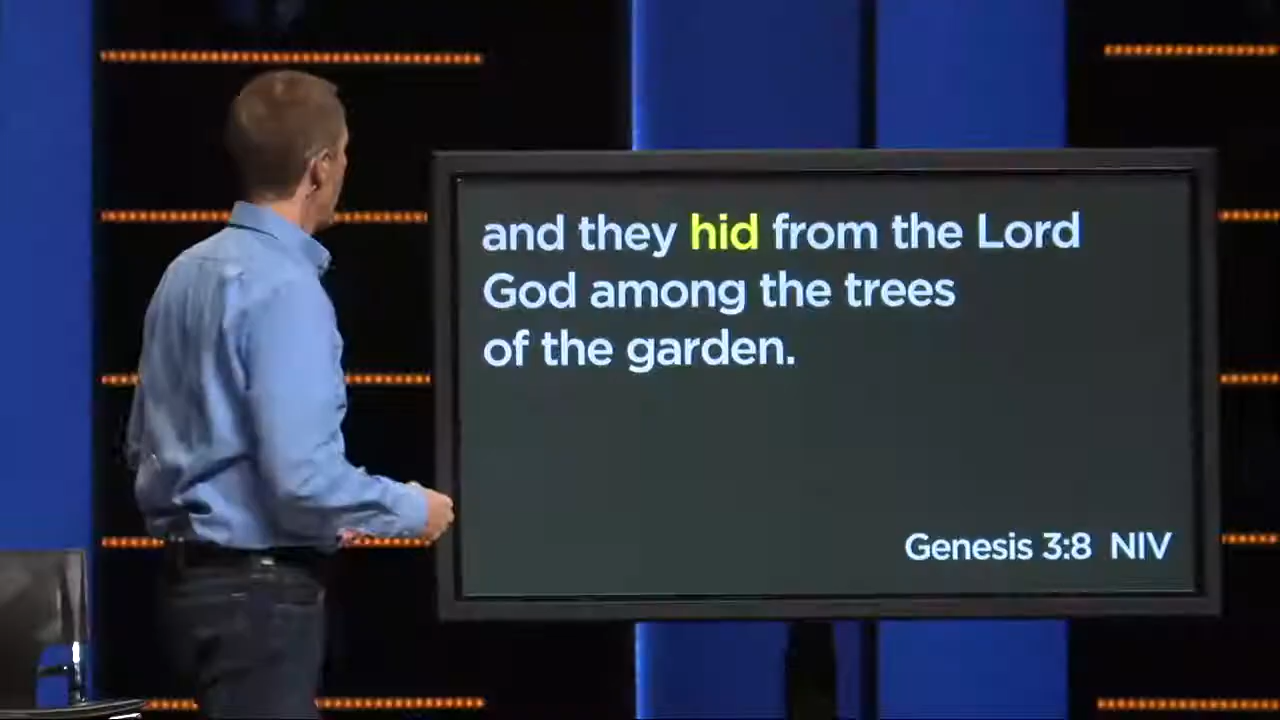 and they hid from the Lord
God among the trees
of the garden.
Genesis 3:8 NIV